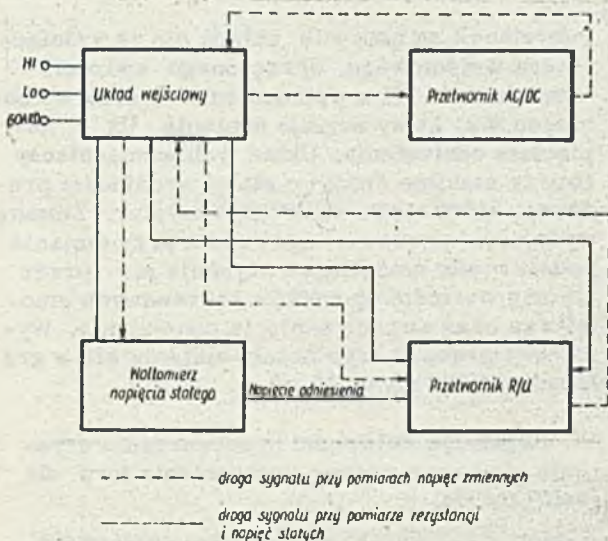 HI
Lo
GUARD
Układ wejściowy
Przetwornik AC/DC
Woltomierz
napięcia stałego
Napięcie odniesienia
Przetwornik R/U
droga sygnału przy pomiarach napięć zmiennych
droga sygnału przy pomiarze rezystancji
i napięć stałych